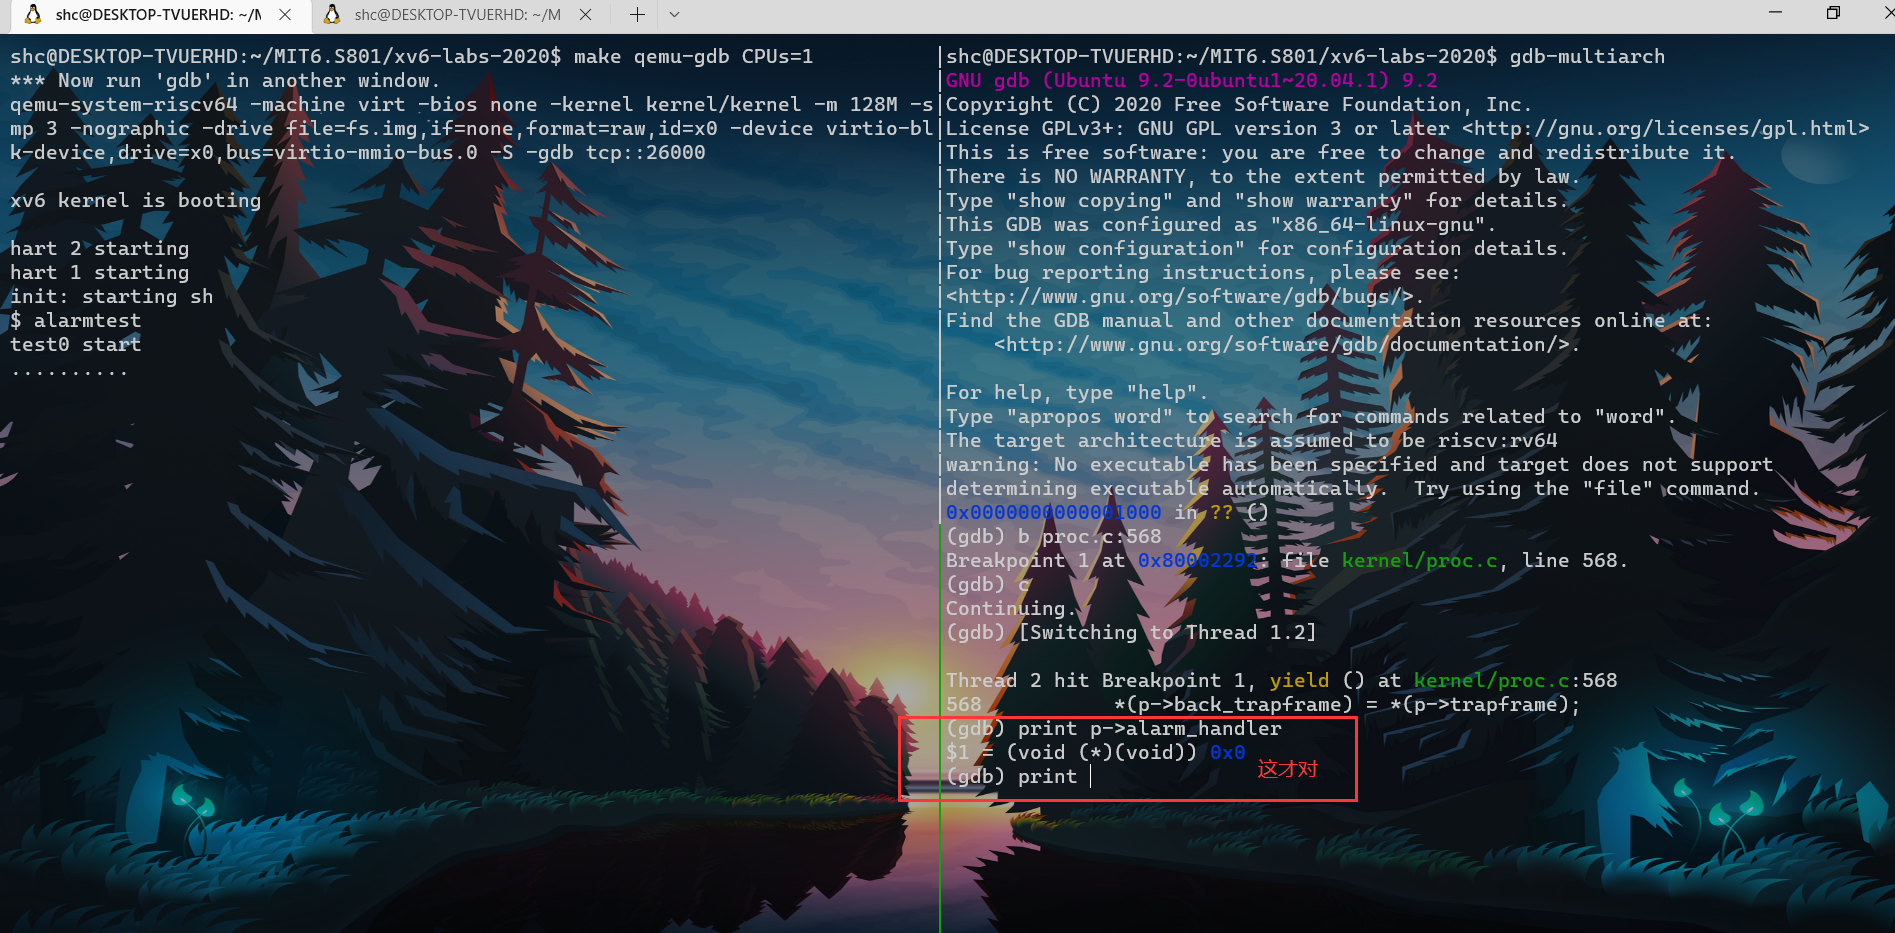 shc@DESKTOP-TVUERHD: ~/M
shc@DESKTOP-TVUERHD: ~/M
shc@DESKTOP-TVUERHD:~/MIT6.S801/xv6-labs-2020$ make qemu-gdb CPUs=1
*** Now run 'gdb' in another window.
qemu-system-riscv64 -machine virt -bios none -kernel kernel/kernel -m 128M -s
mp 3 -nographic -drive file=fs.img,if=none,format=raw,id=x0 -device virtio-bl
k-device,drive=x0,bus=virtio-mmio-bus.0 -S -gdb tcp::26000
xv6 kernel is booting
hart 2 starting
hart 1 starting
init: starting sh
$ alarmtest
test0 start
..........
shc@DESKTOP-TVUERHD:~/MIT6.S801/xv6-labs-2020$ gdb-multiarch
GNU gdb (Ubuntu 9.2-0ubuntu1~20.04.1) 9.2
Copyright (C) 2020 Free Software Foundation, Inc.
License GPLv3+: GNU GPL version 3 or later <http://gnu.org/licenses/gpl.html>
This is free software: you are free to change and redistribute it.
There is NO WARRANTY, to the extent permitted by law.
Type "show copying" and "show warranty" for details.
This GDB was configured as "x86_64-linux-gnu".
Type "show configuration" for configuration details.
For bug reporting instructions, please see:
<http://www.gnu.org/software/gdb/bugs/>.
Find the GDB manual and other documentation resources online at:
<http://www.gnu.org/software/gdb/documentation/>.
For help, type "help".
Type "apropos word" to search for commands related to "word".
The target architecture is assumed to be riscv:rv64
warning: No executable has been specified and target does not support
determining executable automatically.  Try using the "file" command.
0x0000000000001000 in ?? ()
(gdb) b proc.c:568
Breakpoint 1 at 0x80002292: file kernel/proc.c, line 568.
(gdb) c
Continuing.
(gdb) [Switching to Thread 1.2]
Thread 2 hit Breakpoint 1, yield () at kernel/proc.c:568
568 *(p->back_trapframe) = *(p->trapframe);
(gdb) print p->alarm_handler
$1 = (void (*)(void)) 0x0
这才对
(gdb) print